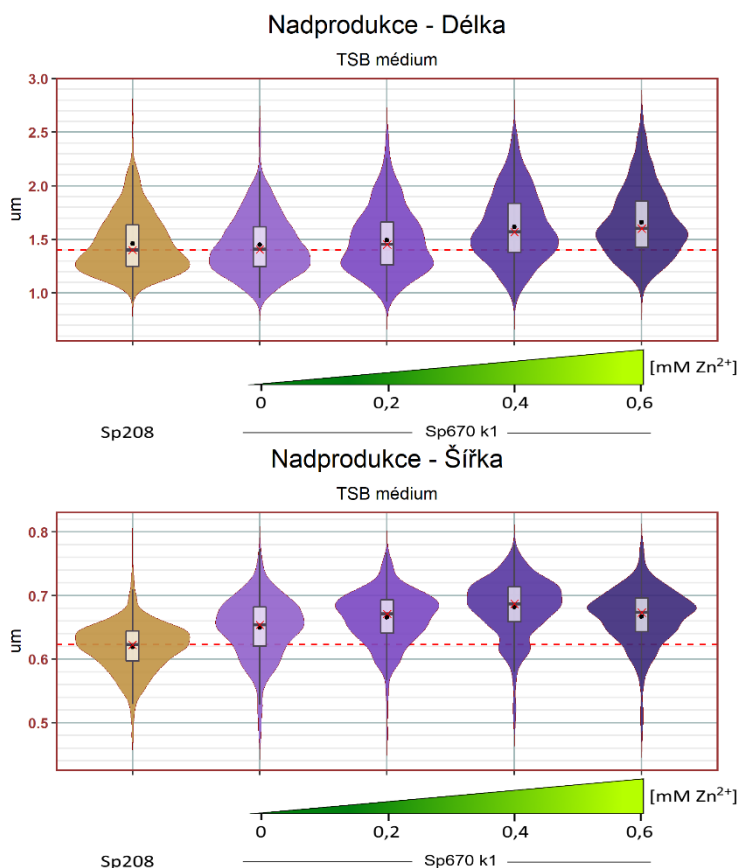 Nadprodukce - Délka
TSB médium
3.0
2.5
2.0
1.5
1.0
um
[mM Zn²⁺]
0 0,2 0,4 0,6
Sp208 Sp670 k1
Nadprodukce - Šířka
TSB médium
0.8
0.7
0.6
0.5
um
[mM Zn²⁺]
0 0,2 0,4 0,6
Sp208 Sp670 k1